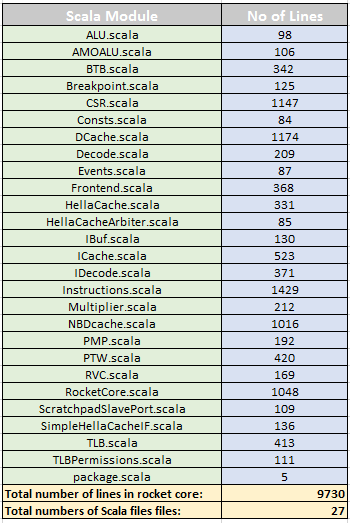 Scala Module No of Lines
ALU.scala 98
AMOALU.scala 106
BTB.scala 342
Breakpoint.scala 125
CSR.scala 1147
Consts.scala 84
DCache.scala 1174
Decode.scala 209
Events.scala 87
Frontend.scala 368
HellaCache.scala 331
HellaCacheArbiter.scala 85
IBuf.scala 130
ICache.scala 523
IDecode.scala 371
Instructions.scala 1429
Multiplier.scala 212
NBDcache.scala 1016
PMP.scala 192
PTW.scala 420
RVC.scala 169
RocketCore.scala 1048
ScratchpadSlavePort.scala 109
SimpleHellaCacheIF.scala 136
TLB.scala 413
TLBPermissions.scala 111
package.scala 5
Total number of lines in rocket core: 9730
Total numbers of Scala files files: 27